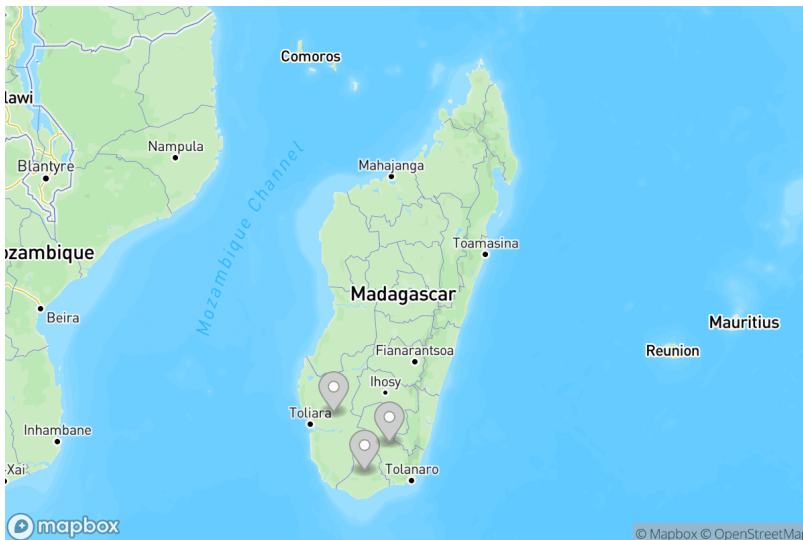 Comoros
lawi
Nampula
Blantyre
Mahajanga
Mozambique Channel
Toamasina
ozambique
Madagascar
Beira
Mauritius
Reunion
Fianarantsoa
Ihosy
Toliara
Inhambane
-Xai
Tolanaro
mapbox
© Mapbox © OpenStreetMap